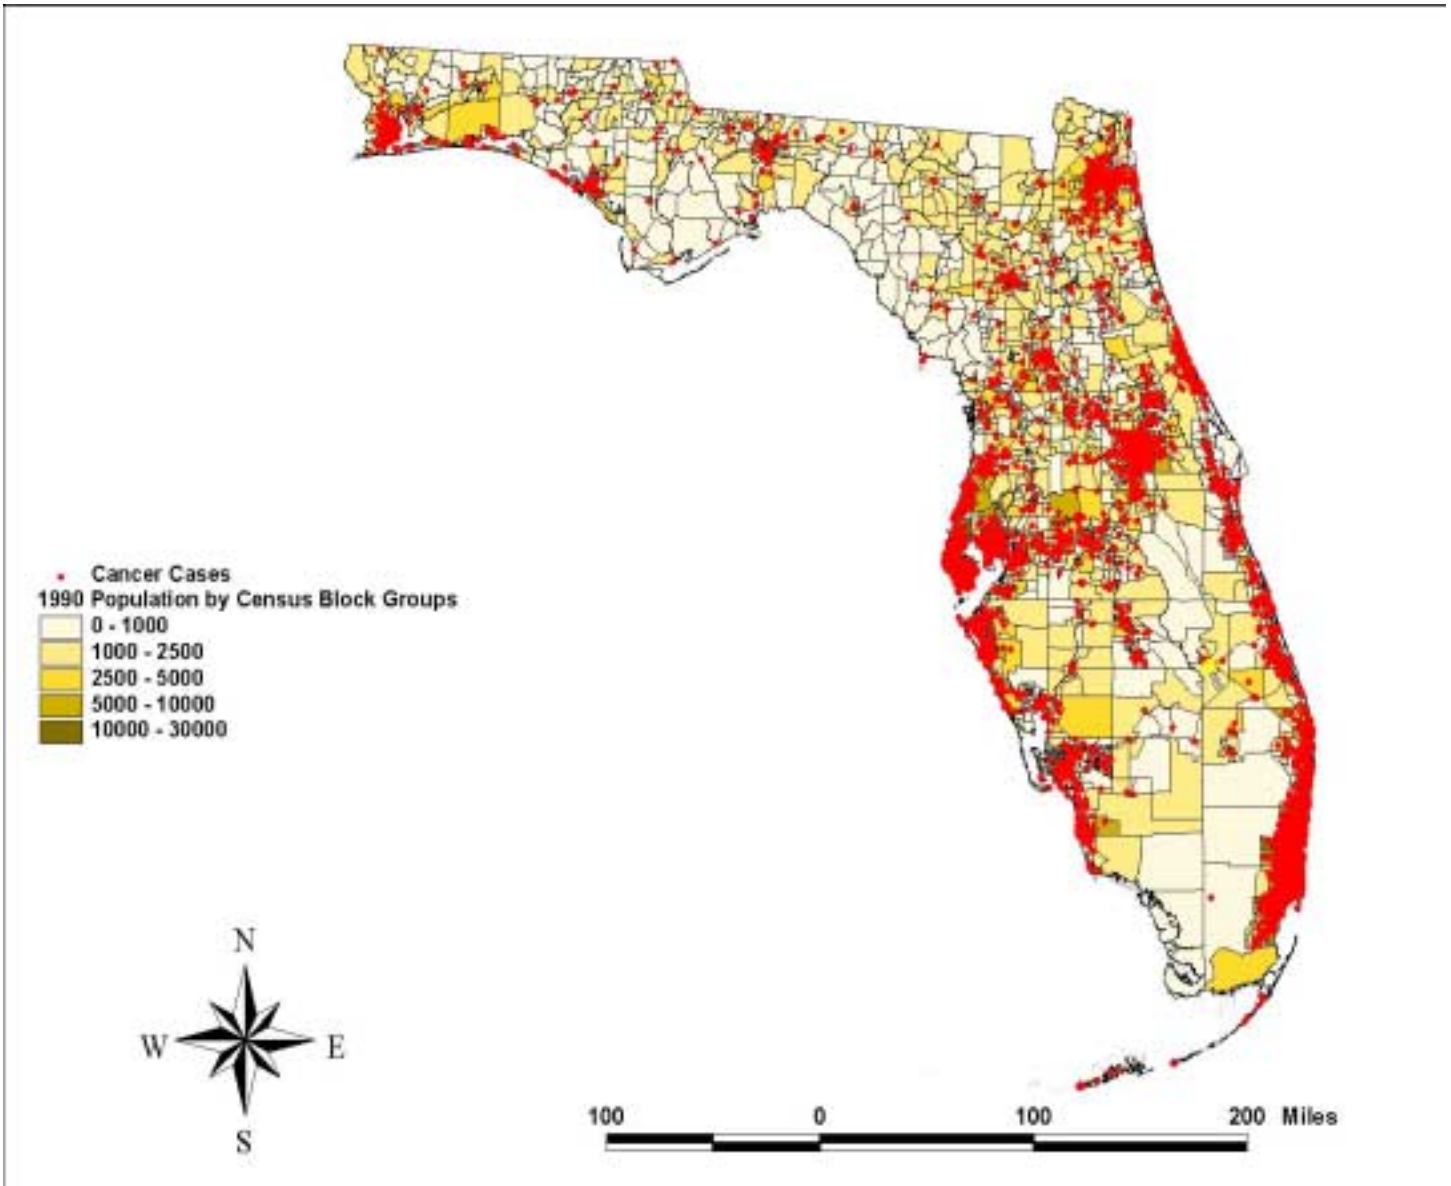 Cancer Cases
1990 Population by Census Block Groups
0 - 1000
1000 - 2500
2500 - 5000
5000 - 10000
10000 - 30000
N
W E
S
100 0 100 200 Miles